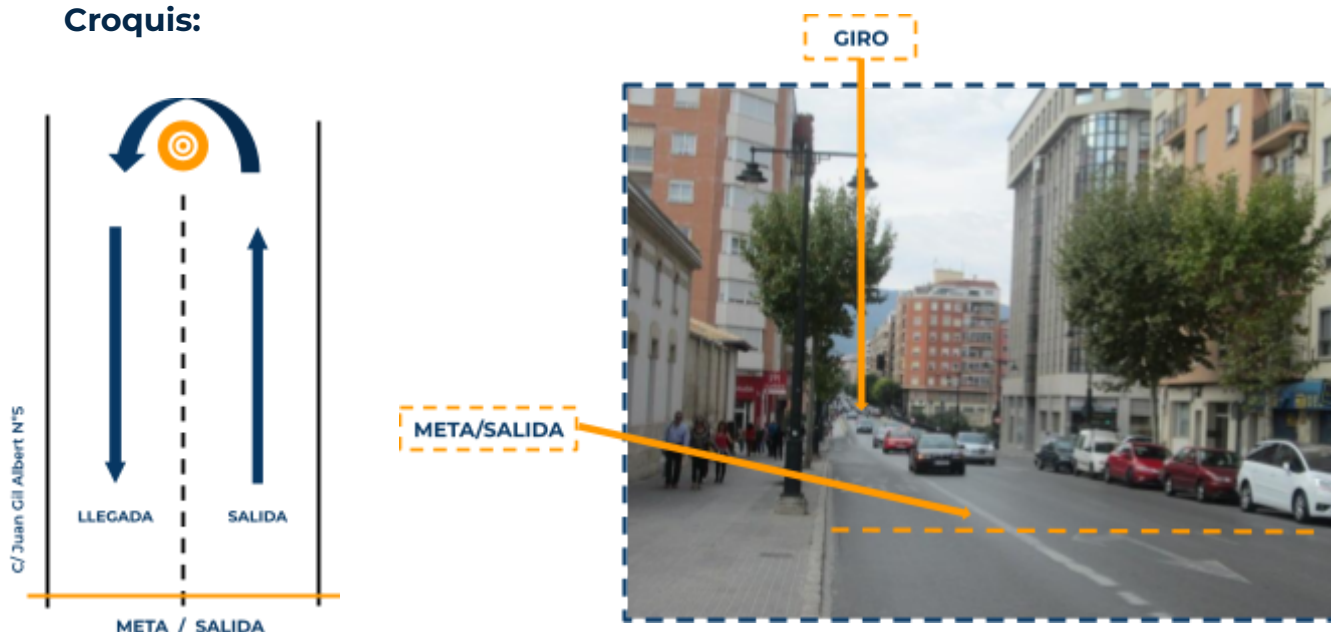 Croquis:
GIRO
META/SALIDA
C/ Juan Gil Albert Nº5
LLEGADA
SALIDA
META / SALIDA